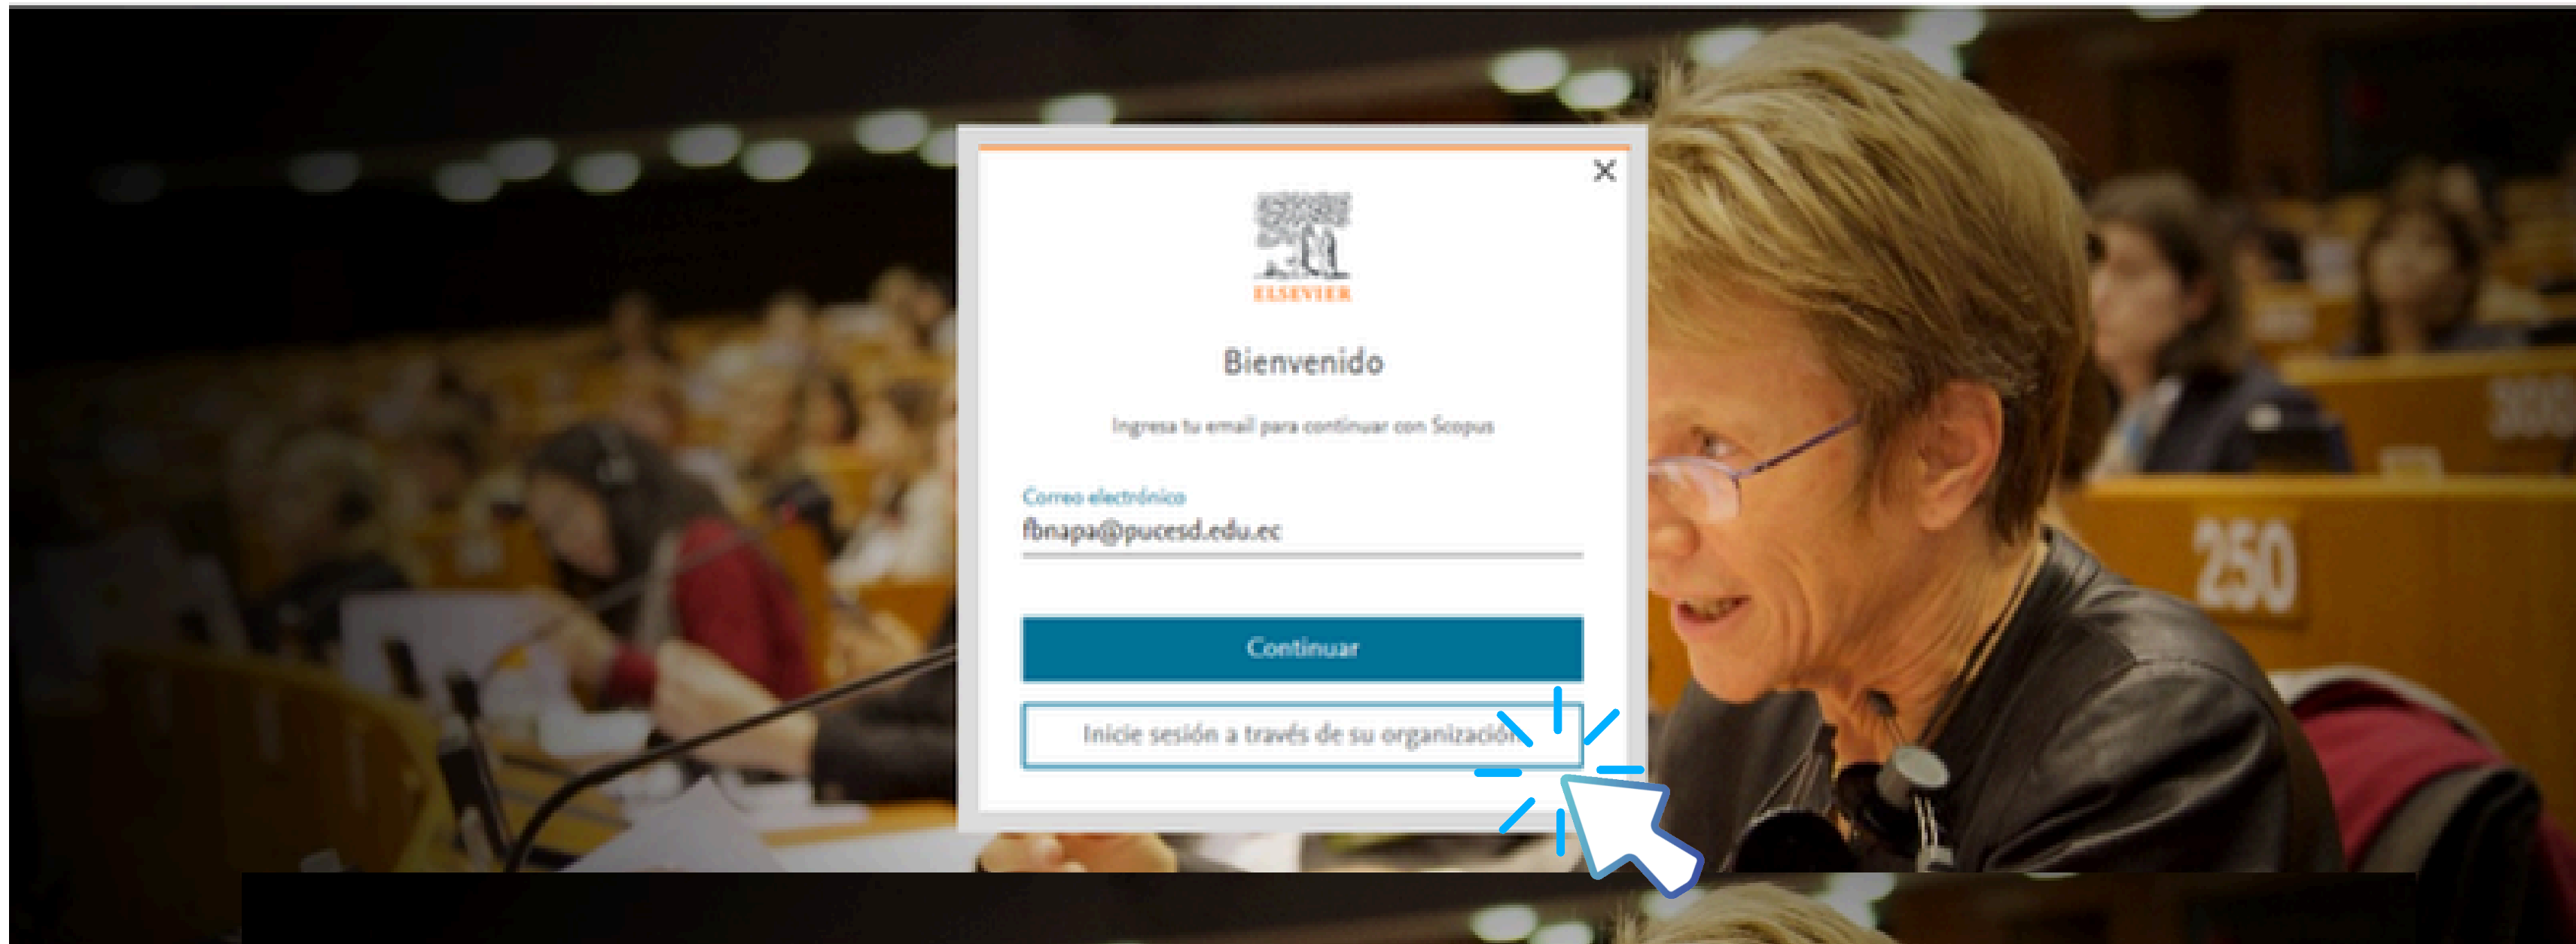 ELSEVIER
Bienvenido
Ingresa tu email para continuar con Scopus
Correo electrónico
fbnapa@pucesd.edu.ec
Continuar
Inicie sesión a través de su organización
250